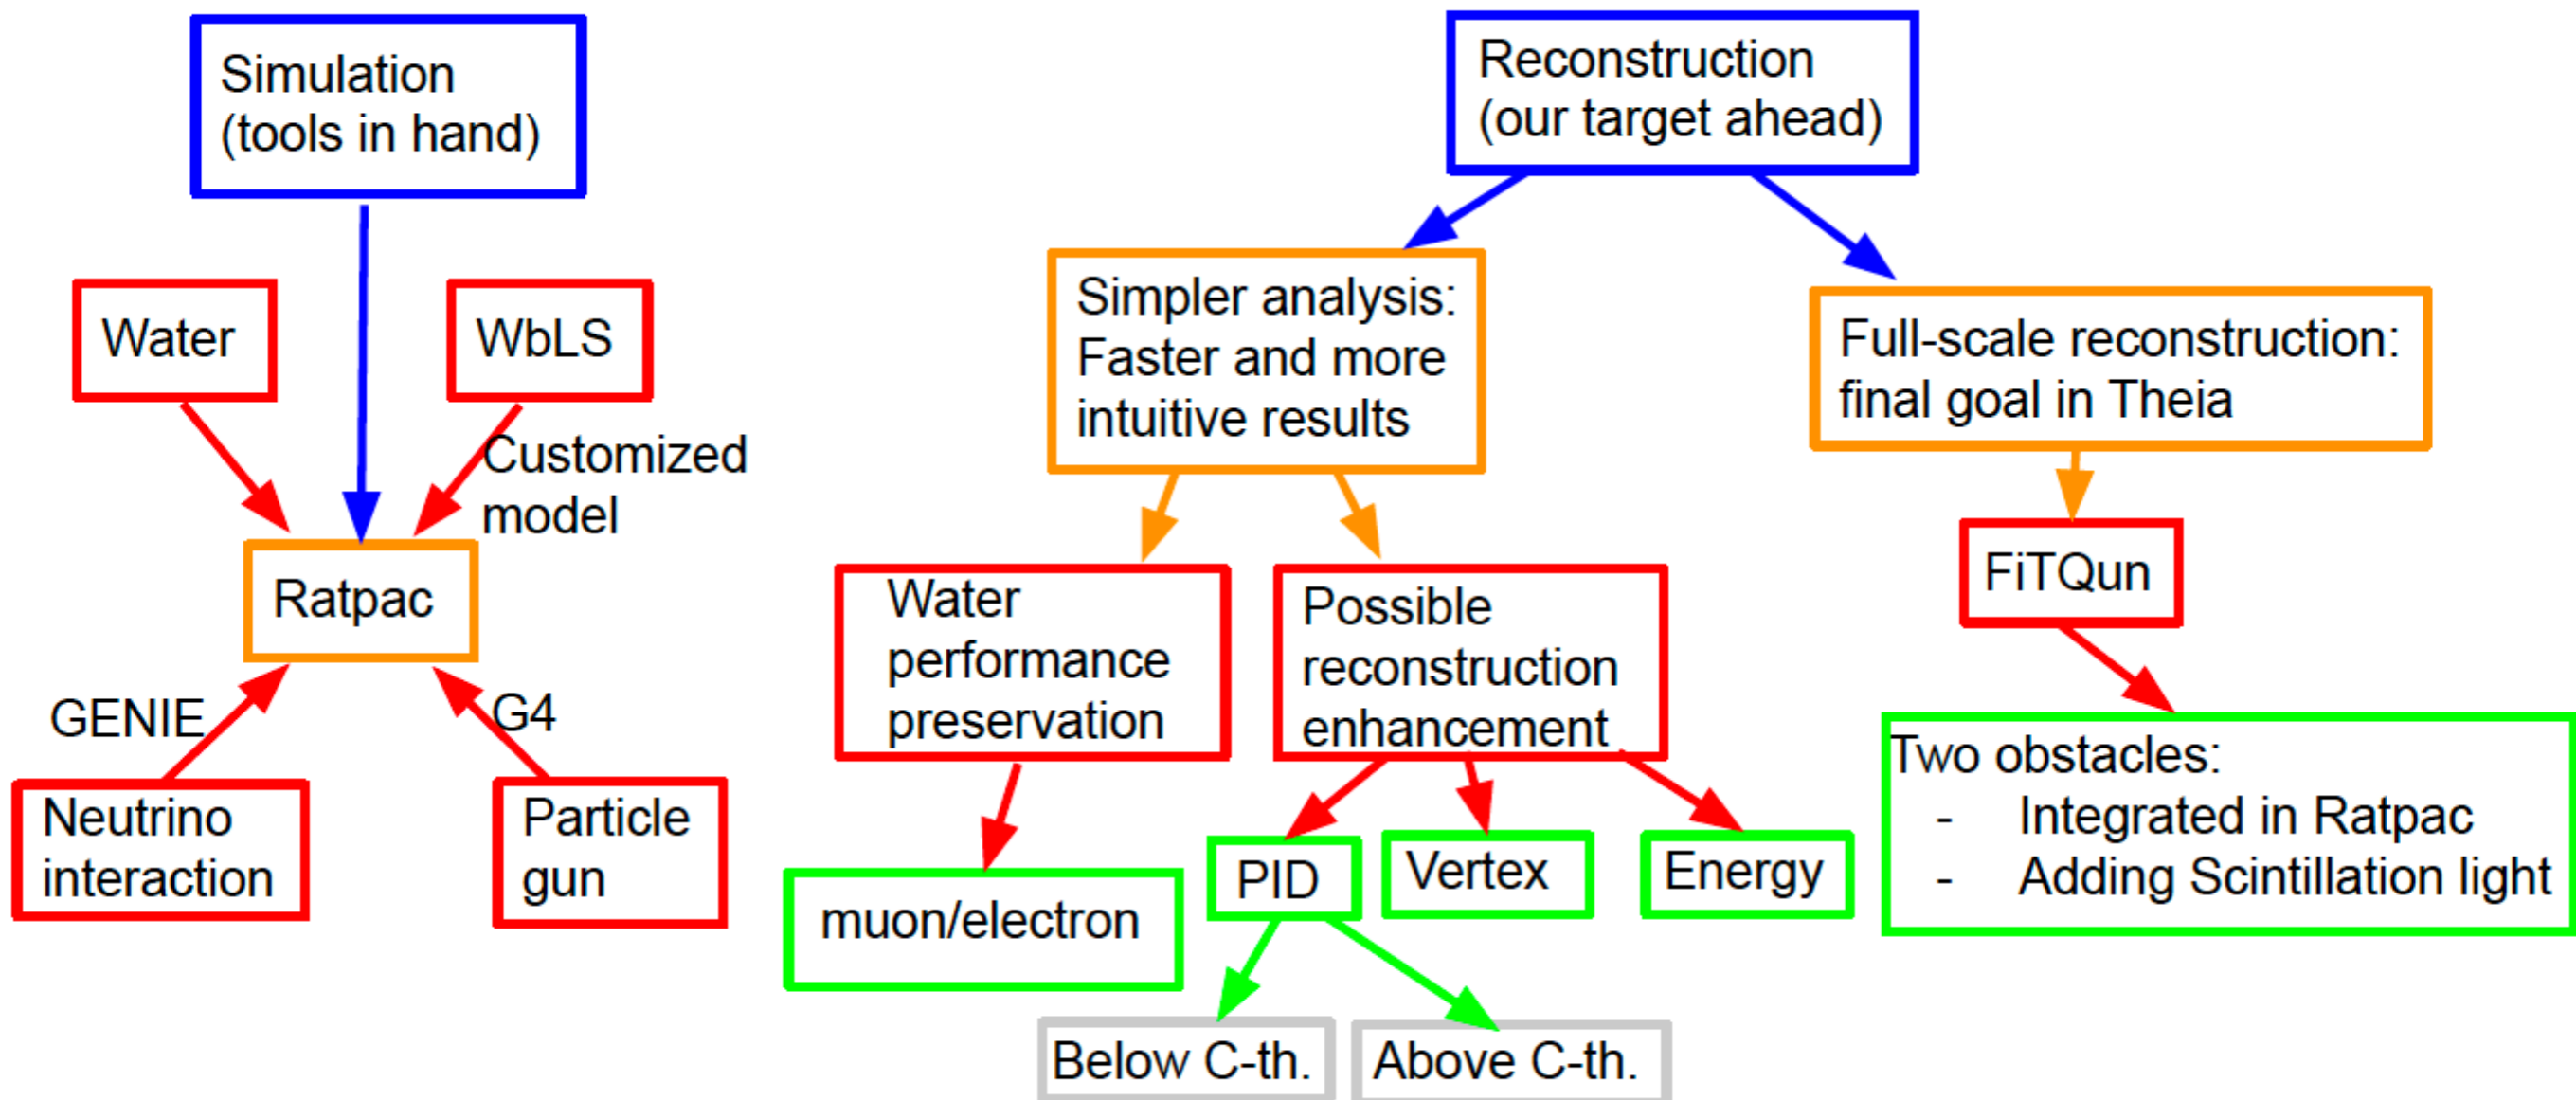 Simulation
(tools in hand)
Water
WbLS
Customized
model
Ratpac
GENIE
G4
Neutrino
interaction
Particle
gun
Reconstruction
(our target ahead)
Simpler analysis:
Faster and more
intuitive results
Full-scale reconstruction:
final goal in Theia
Water
performance
preservation
Possible
reconstruction
enhancement
FiTQun
muon/electron
PID
Vertex
Energy
Two obstacles:
- Integrated in Ratpac
- Adding Scintillation light
Below C-th.
Above C-th.